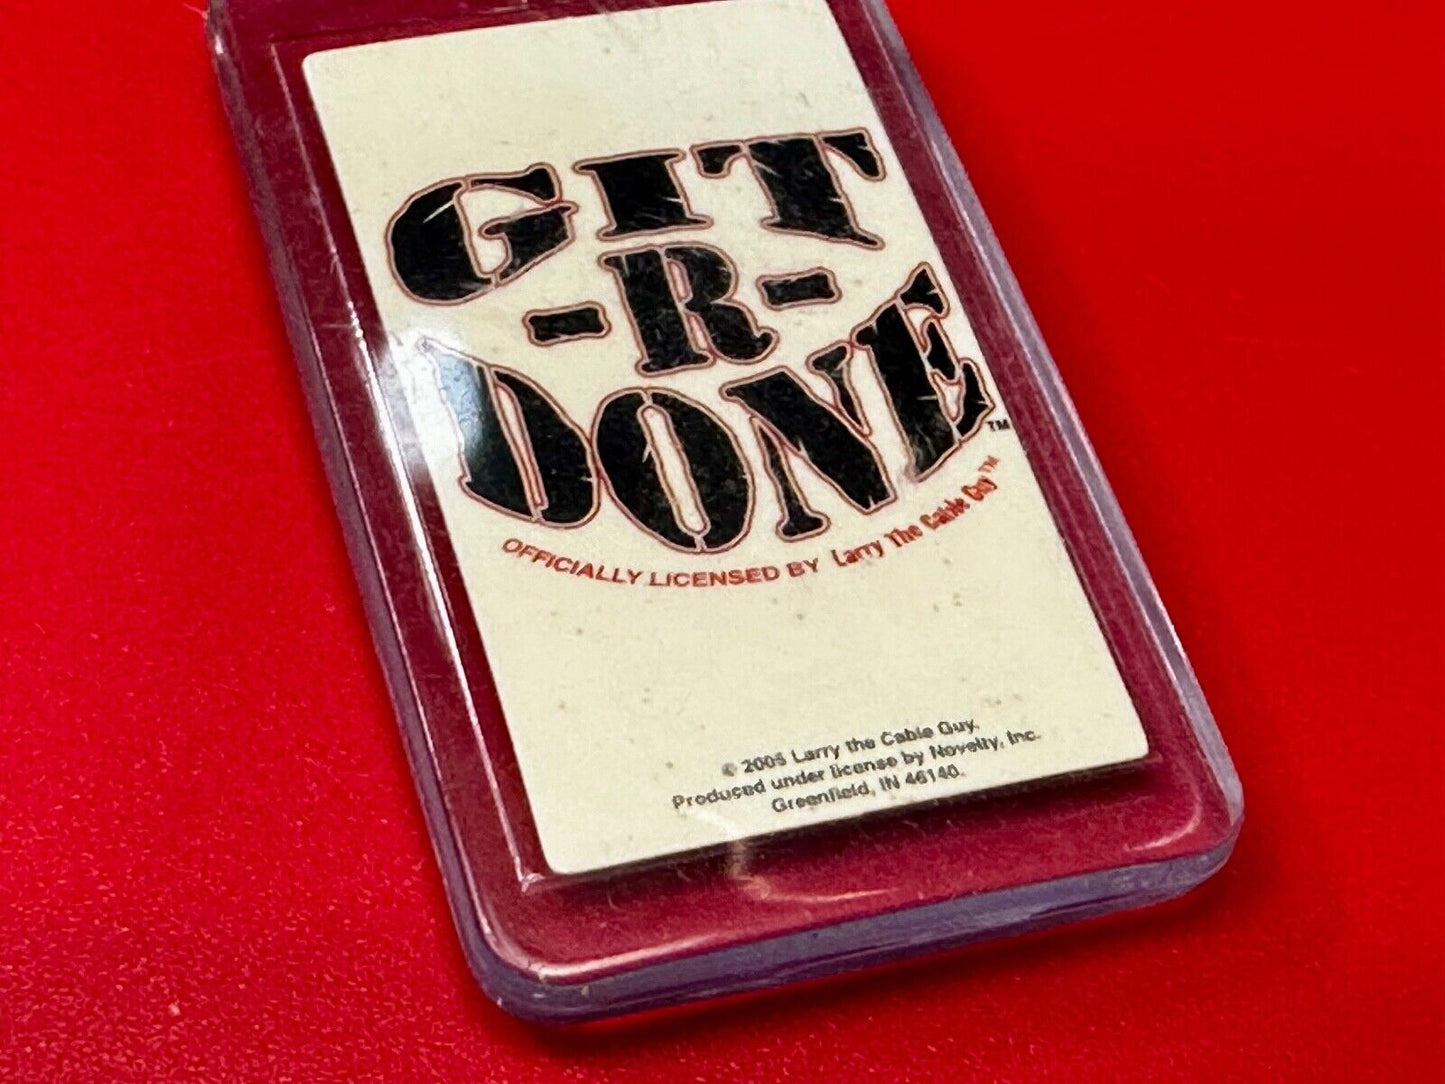 GIT
-R-
DONE™
OFFICIALLY LICENSED BY Larry The Cable Guy™
© 2005 Larry the Cable Guy.
Produced under license by Novelty, Inc.
Greenfield, IN 46140.